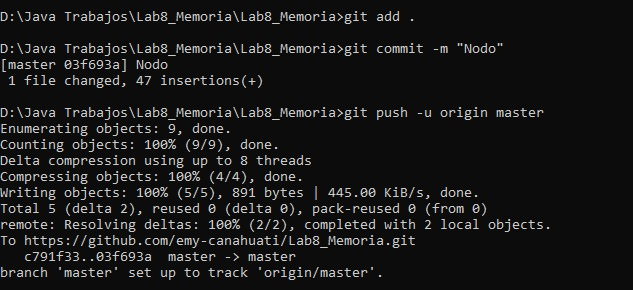 D:\Java Trabajos\Lab8_Memoria\Lab8_Memoria>git add .
D:\Java Trabajos\Lab8_Memoria\Lab8_Memoria>git commit -m "Nodo"
[master 03f693a] Nodo
 1 file changed, 47 insertions(+)
D:\Java Trabajos\Lab8_Memoria\Lab8_Memoria>git push -u origin master
Enumerating objects: 9, done.
Counting objects: 100% (9/9), done.
Delta compression using up to 8 threads
Compressing objects: 100% (4/4), done.
Writing objects: 100% (5/5), 891 bytes | 445.00 KiB/s, done.
Total 5 (delta 2), reused 0 (delta 0), pack-reused 0 (from 0)
remote: Resolving deltas: 100% (2/2), completed with 2 local objects.
To https://github.com/emy-canahuati/Lab8_Memoria.git
   c791f33..03f693a  master -> master
branch 'master' set up to track 'origin/master'.